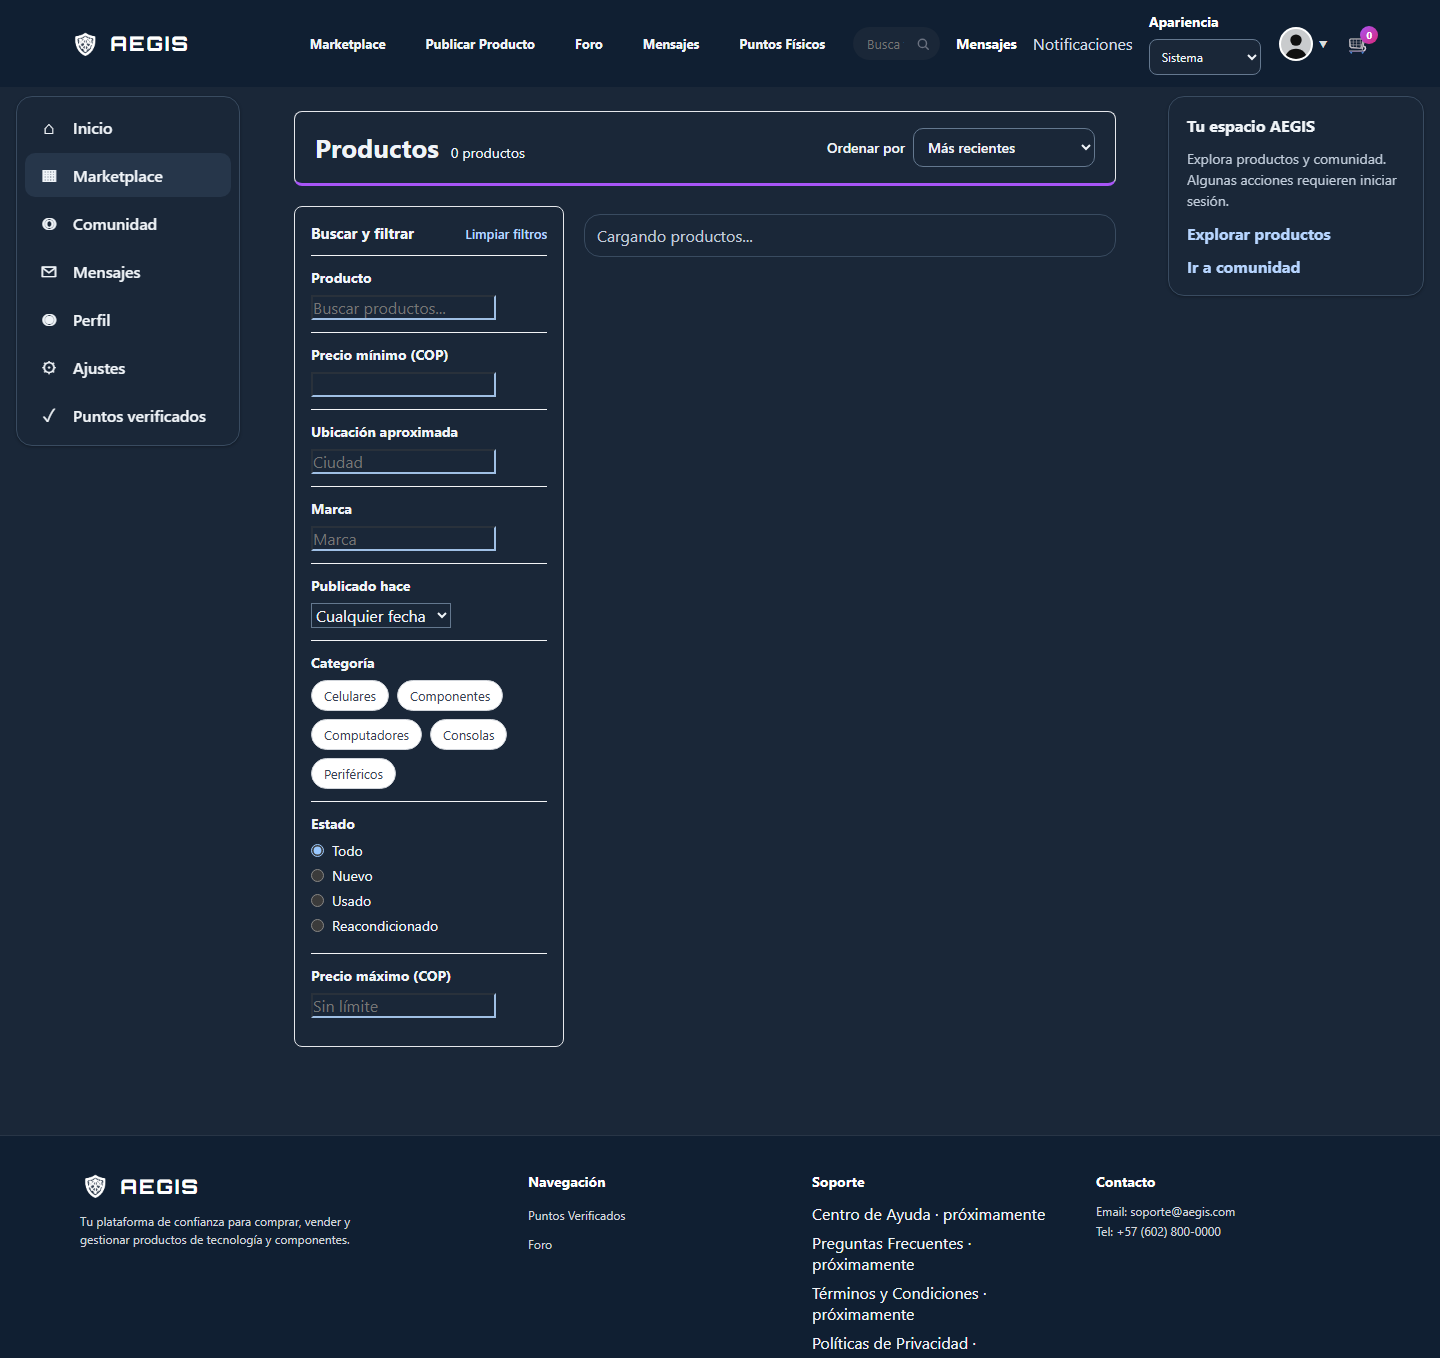 AEGIS
Marketplace
Publicar Producto
Foro
Mensajes
Puntos Físicos
Busca
Mensajes
Notificaciones
Apariencia
Sistema
0
Inicio
Marketplace
Comunidad
Mensajes
Perfil
Ajustes
Puntos verificados
Productos 0 productos
Ordenar por Más recientes
Buscar y filtrar Limpiar filtros
Producto
Buscar productos...
Precio mínimo (COP)
Ubicación aproximada
Ciudad
Marca
Marca
Publicado hace
Cualquier fecha
Categoría
Celulares Componentes
Computadores Consolas
Periféricos
Estado
Todo
Nuevo
Usado
Reacondicionado
Precio máximo (COP)
Sin límite
Cargando productos...
Tu espacio AEGIS
Explora productos y comunidad.
Algunas acciones requieren iniciar
sesión.
Explorar productos
Ir a comunidad
AEGIS
Tu plataforma de confianza para comprar, vender y
gestionar productos de tecnología y componentes.
Navegación
Puntos Verificados
Foro
Soporte
Centro de Ayuda · próximamente
Preguntas Frecuentes ·
próximamente
Términos y Condiciones ·
próximamente
Políticas de Privacidad ·
Contacto
Email: soporte@aegis.com
Tel: +57 (602) 800-0000